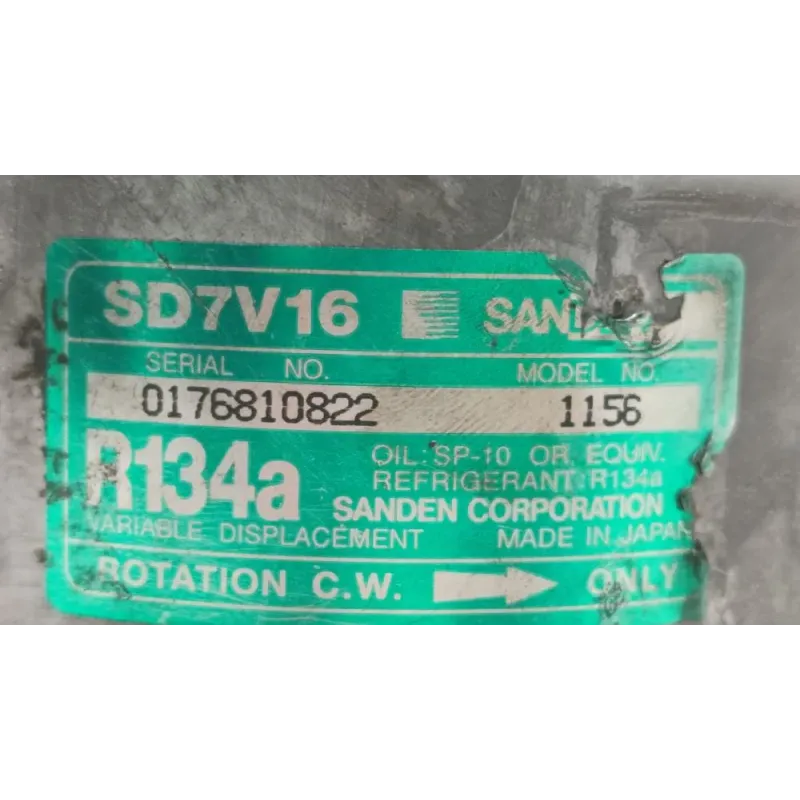 SD7V16 SAND
SERIAL NO. MODEL NO.
0176810822 1156
R134a OIL: SP-10 OR EQUIV.
REFRIGERANT: R134a
SANDEN CORPORATION
VARIABLE DISPLACEMENT MADE IN JAPAN
ROTATION C.W. ONLY